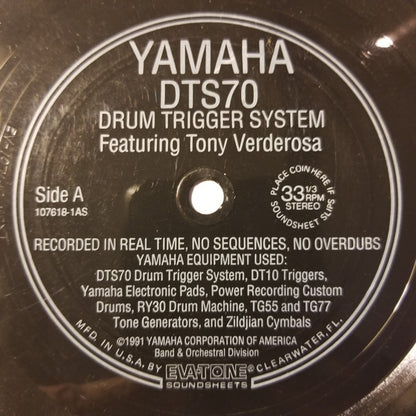 YAMAHA
DTS70
DRUM TRIGGER SYSTEM
Featuring Tony Verderosa
Side A
107618-1AS
PLACE COIN HERE IF
SOUNDSHEET SLIPS
33 1/3
RPM
STEREO
RECORDED IN REAL TIME, NO SEQUENCES, NO OVERDUBS
YAMAHA EQUIPMENT USED:
DTS70 Drum Trigger System, DT10 Triggers,
Yamaha Electronic Pads, Power Recording Custom
Drums, RY30 Drum Machine, TG55 and TG77
Tone Generators, and Zildjian Cymbals
©1991 YAMAHA CORPORATION OF AMERICA
Band & Orchestral Division
MFD. IN U.S.A. BY EVA-TONE CLEARWATER, FL.
SOUNDSHEETS